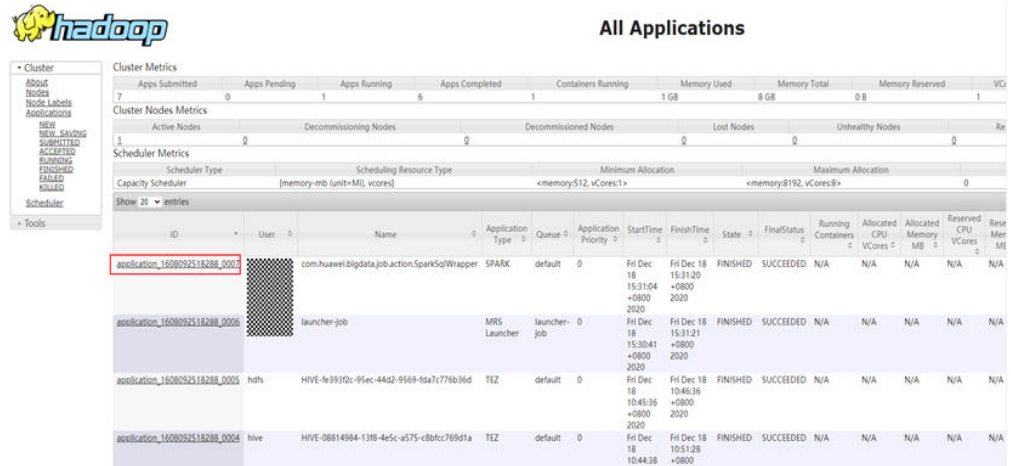 hadoop
All Applications
Cluster
About
Nodes
Node Labels
Applications
NEW
NEW_SAVING
SUBMITTED
ACCEPTED
RUNNING
FINISHED
FAILED
KILLED
Scheduler
Tools
Cluster Metrics
Apps Submitted Apps Pending Apps Running Apps Completed Containers Running Memory Used Memory Total Memory Reserved
7 0 1 6 1 1 GB 8 GB 0 B 1
Cluster Nodes Metrics
Active Nodes Decommissioning Nodes Decommissioned Nodes Lost Nodes Unhealthy Nodes Re
1 0 0 0 0 0
Scheduler Metrics
Scheduler Type Scheduling Resource Type Minimum Allocation Maximum Allocation
Capacity Scheduler [memory-mb (unit=Mi), vcores] <memory:512, vCores:1> <memory:8192, vCores:8> 0
Show 20 entries
ID User Name Application Type Queue Application Priority StartTime FinishTime State FinalStatus Running Containers Allocated CPU VCores Allocated Memory MB Reserved CPU VCores
application_1608092518288_0007 com.huawei.bigdata.job.action.SparkSqlWrapper SPARK default 0 Fri Dec 18 15:31:04 +0800 2020 Fri Dec 18 15:31:20 +0800 2020 FINISHED SUCCEEDED N/A N/A N/A N/A N/A
application_1608092518288_0006 launcher-job MRS Launcher launcher-job 0 Fri Dec 18 15:30:41 +0800 2020 Fri Dec 18 15:31:21 +0800 2020 FINISHED SUCCEEDED N/A N/A N/A N/A N/A
application_1608092518288_0005 hdfs HIVE-fe393f2c-95ec-44d2-9569-fda7c776b36d TEZ default 0 Fri Dec 18 10:45:36 +0800 2020 Fri Dec 18 10:46:36 +0800 2020 FINISHED SUCCEEDED N/A N/A N/A N/A N/A
application_1608092518288_0004 hive HIVE-08814984-13f8-4e5c-a575-c8bfcc769d1a TEZ default 0 Fri Dec 18 10:44:38 Fri Dec 18 10:51:28 +0800 FINISHED SUCCEEDED N/A N/A N/A N/A N/A